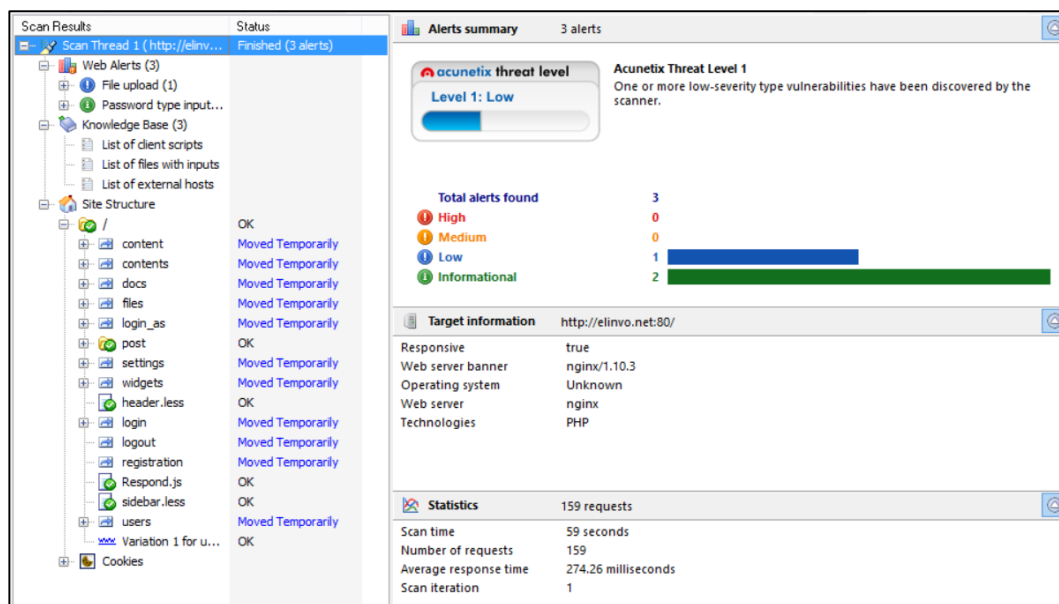 Scan Results Status
Scan Thread 1 ( http://elinv... Finished (3 alerts)
Web Alerts (3)
File upload (1)
Password type input...
Knowledge Base (3)
List of client scripts
List of files with inputs
List of external hosts
Site Structure
/ OK
content Moved Temporarily
contents Moved Temporarily
docs Moved Temporarily
files Moved Temporarily
login_as Moved Temporarily
post OK
settings Moved Temporarily
widgets Moved Temporarily
header.less OK
login Moved Temporarily
logout Moved Temporarily
registration Moved Temporarily
Respond.js OK
sidebar.less OK
users Moved Temporarily
Variation 1 for u... OK
Cookies
Alerts summary 3 alerts
acunetix threat level
Level 1: Low
Acunetix Threat Level 1
One or more low-severity type vulnerabilities have been discovered by the
scanner.
Total alerts found 3
High 0
Medium 0
Low 1
Informational 2
Target information http://elinvo.net:80/
Responsive true
Web server banner nginx/1.10.3
Operating system Unknown
Web server nginx
Technologies PHP
Statistics 159 requests
Scan time 59 seconds
Number of requests 159
Average response time 274.26 milliseconds
Scan iteration 1